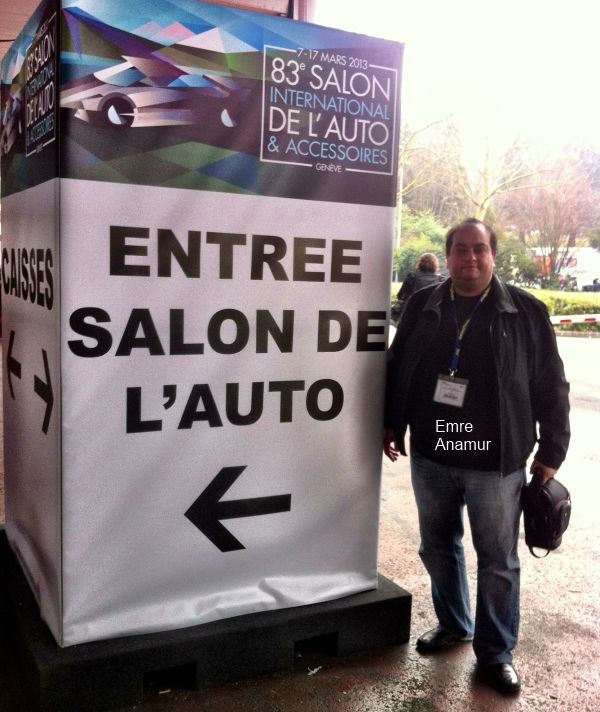 7-17 MARS 2013
83e SALON
INTERNATIONAL
DE L'AUTO
& ACCESSOIRES
GENÈVE
ENTREE
SALON DE
L'AUTO
CAISSES
Emre
Anamur